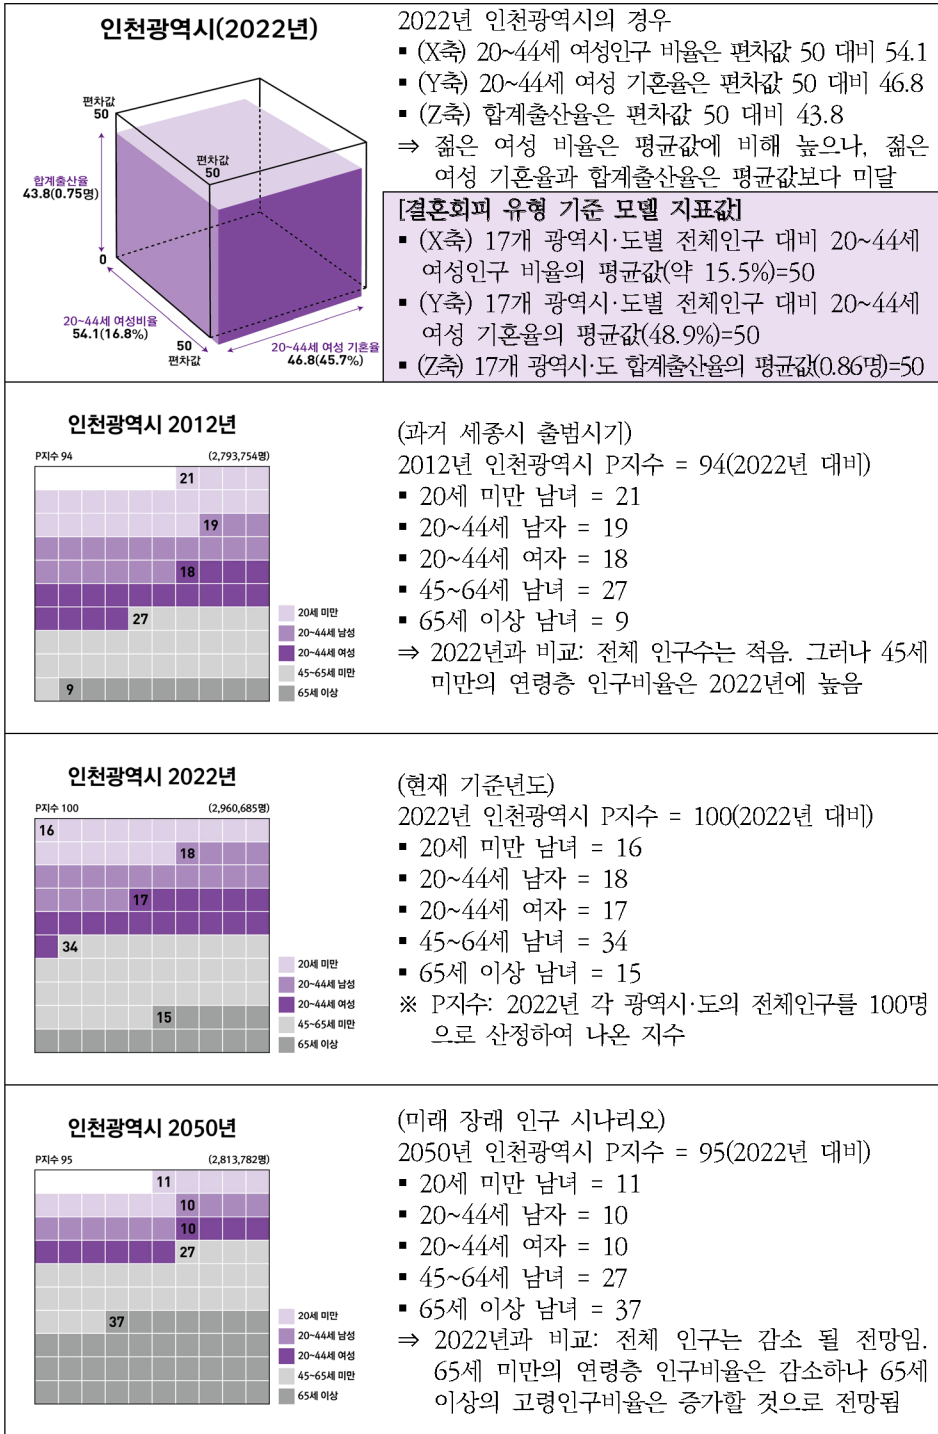 인천광역시(2022년)
편차값
50
편차값
50
합계출산율
43.8(0.75명)
0
20~44세 여성비율
54.1(16.8%)
50
편차값
20~44세 여성 기혼율
46.8(45.7%)
2022년 인천광역시의 경우
▪ (X축) 20~44세 여성인구 비율은 편차값 50 대비 54.1
▪ (Y축) 20~44세 여성 기혼율은 편차값 50 대비 46.8
▪ (Z축) 합계출산율은 편차값 50 대비 43.8
⇒ 젊은 여성 비율은 평균값에 비해 높으나, 젊은
여성 기혼율과 합계출산율은 평균값보다 미달
[결혼회피 유형 기준 모델 지표값]
▪ (X축) 17개 광역시·도별 전체인구 대비 20~44세
여성인구 비율의 평균값(약 15.5%)=50
▪ (Y축) 17개 광역시·도별 전체인구 대비 20~44세
여성 기혼율의 평균값(48.9%)=50
▪ (Z축) 17개 광역시·도 합계출산율의 평균값(0.86명)=50
인천광역시 2012년
P지수 94 (2,793,754명)
21
19
18
27
9
20세 미만
20~44세 남성
20~44세 여성
45~65세 미만
65세 이상
(과거 세종시 출범시기)
2012년 인천광역시 P지수 = 94(2022년 대비)
▪ 20세 미만 남녀 = 21
▪ 20~44세 남자 = 19
▪ 20~44세 여자 = 18
▪ 45~64세 남녀 = 27
▪ 65세 이상 남녀 = 9
⇒ 2022년과 비교: 전체 인구수는 적음. 그러나 45세
미만의 연령층 인구비율은 2022년에 높음
인천광역시 2022년
P지수 100 (2,960,685명)
16
18
17
34
15
20세 미만
20~44세 남성
20~44세 여성
45~65세 미만
65세 이상
(현재 기준년도)
2022년 인천광역시 P지수 = 100(2022년 대비)
▪ 20세 미만 남녀 = 16
▪ 20~44세 남자 = 18
▪ 20~44세 여자 = 17
▪ 45~64세 남녀 = 34
▪ 65세 이상 남녀 = 15
※ P지수: 2022년 각 광역시·도의 전체인구를 100명
으로 산정하여 나온 지수
인천광역시 2050년
P지수 95 (2,813,782명)
11
10
10
27
37
20세 미만
20~44세 남성
20~44세 여성
45~65세 미만
65세 이상
(미래 장래 인구 시나리오)
2050년 인천광역시 P지수 = 95(2022년 대비)
▪ 20세 미만 남녀 = 11
▪ 20~44세 남자 = 10
▪ 20~44세 여자 = 10
▪ 45~64세 남녀 = 27
▪ 65세 이상 남녀 = 37
⇒ 2022년과 비교: 전체 인구는 감소 될 전망임.
65세 미만의 연령층 인구비율은 감소하나 65세
이상의 고령인구비율은 증가할 것으로 전망됨